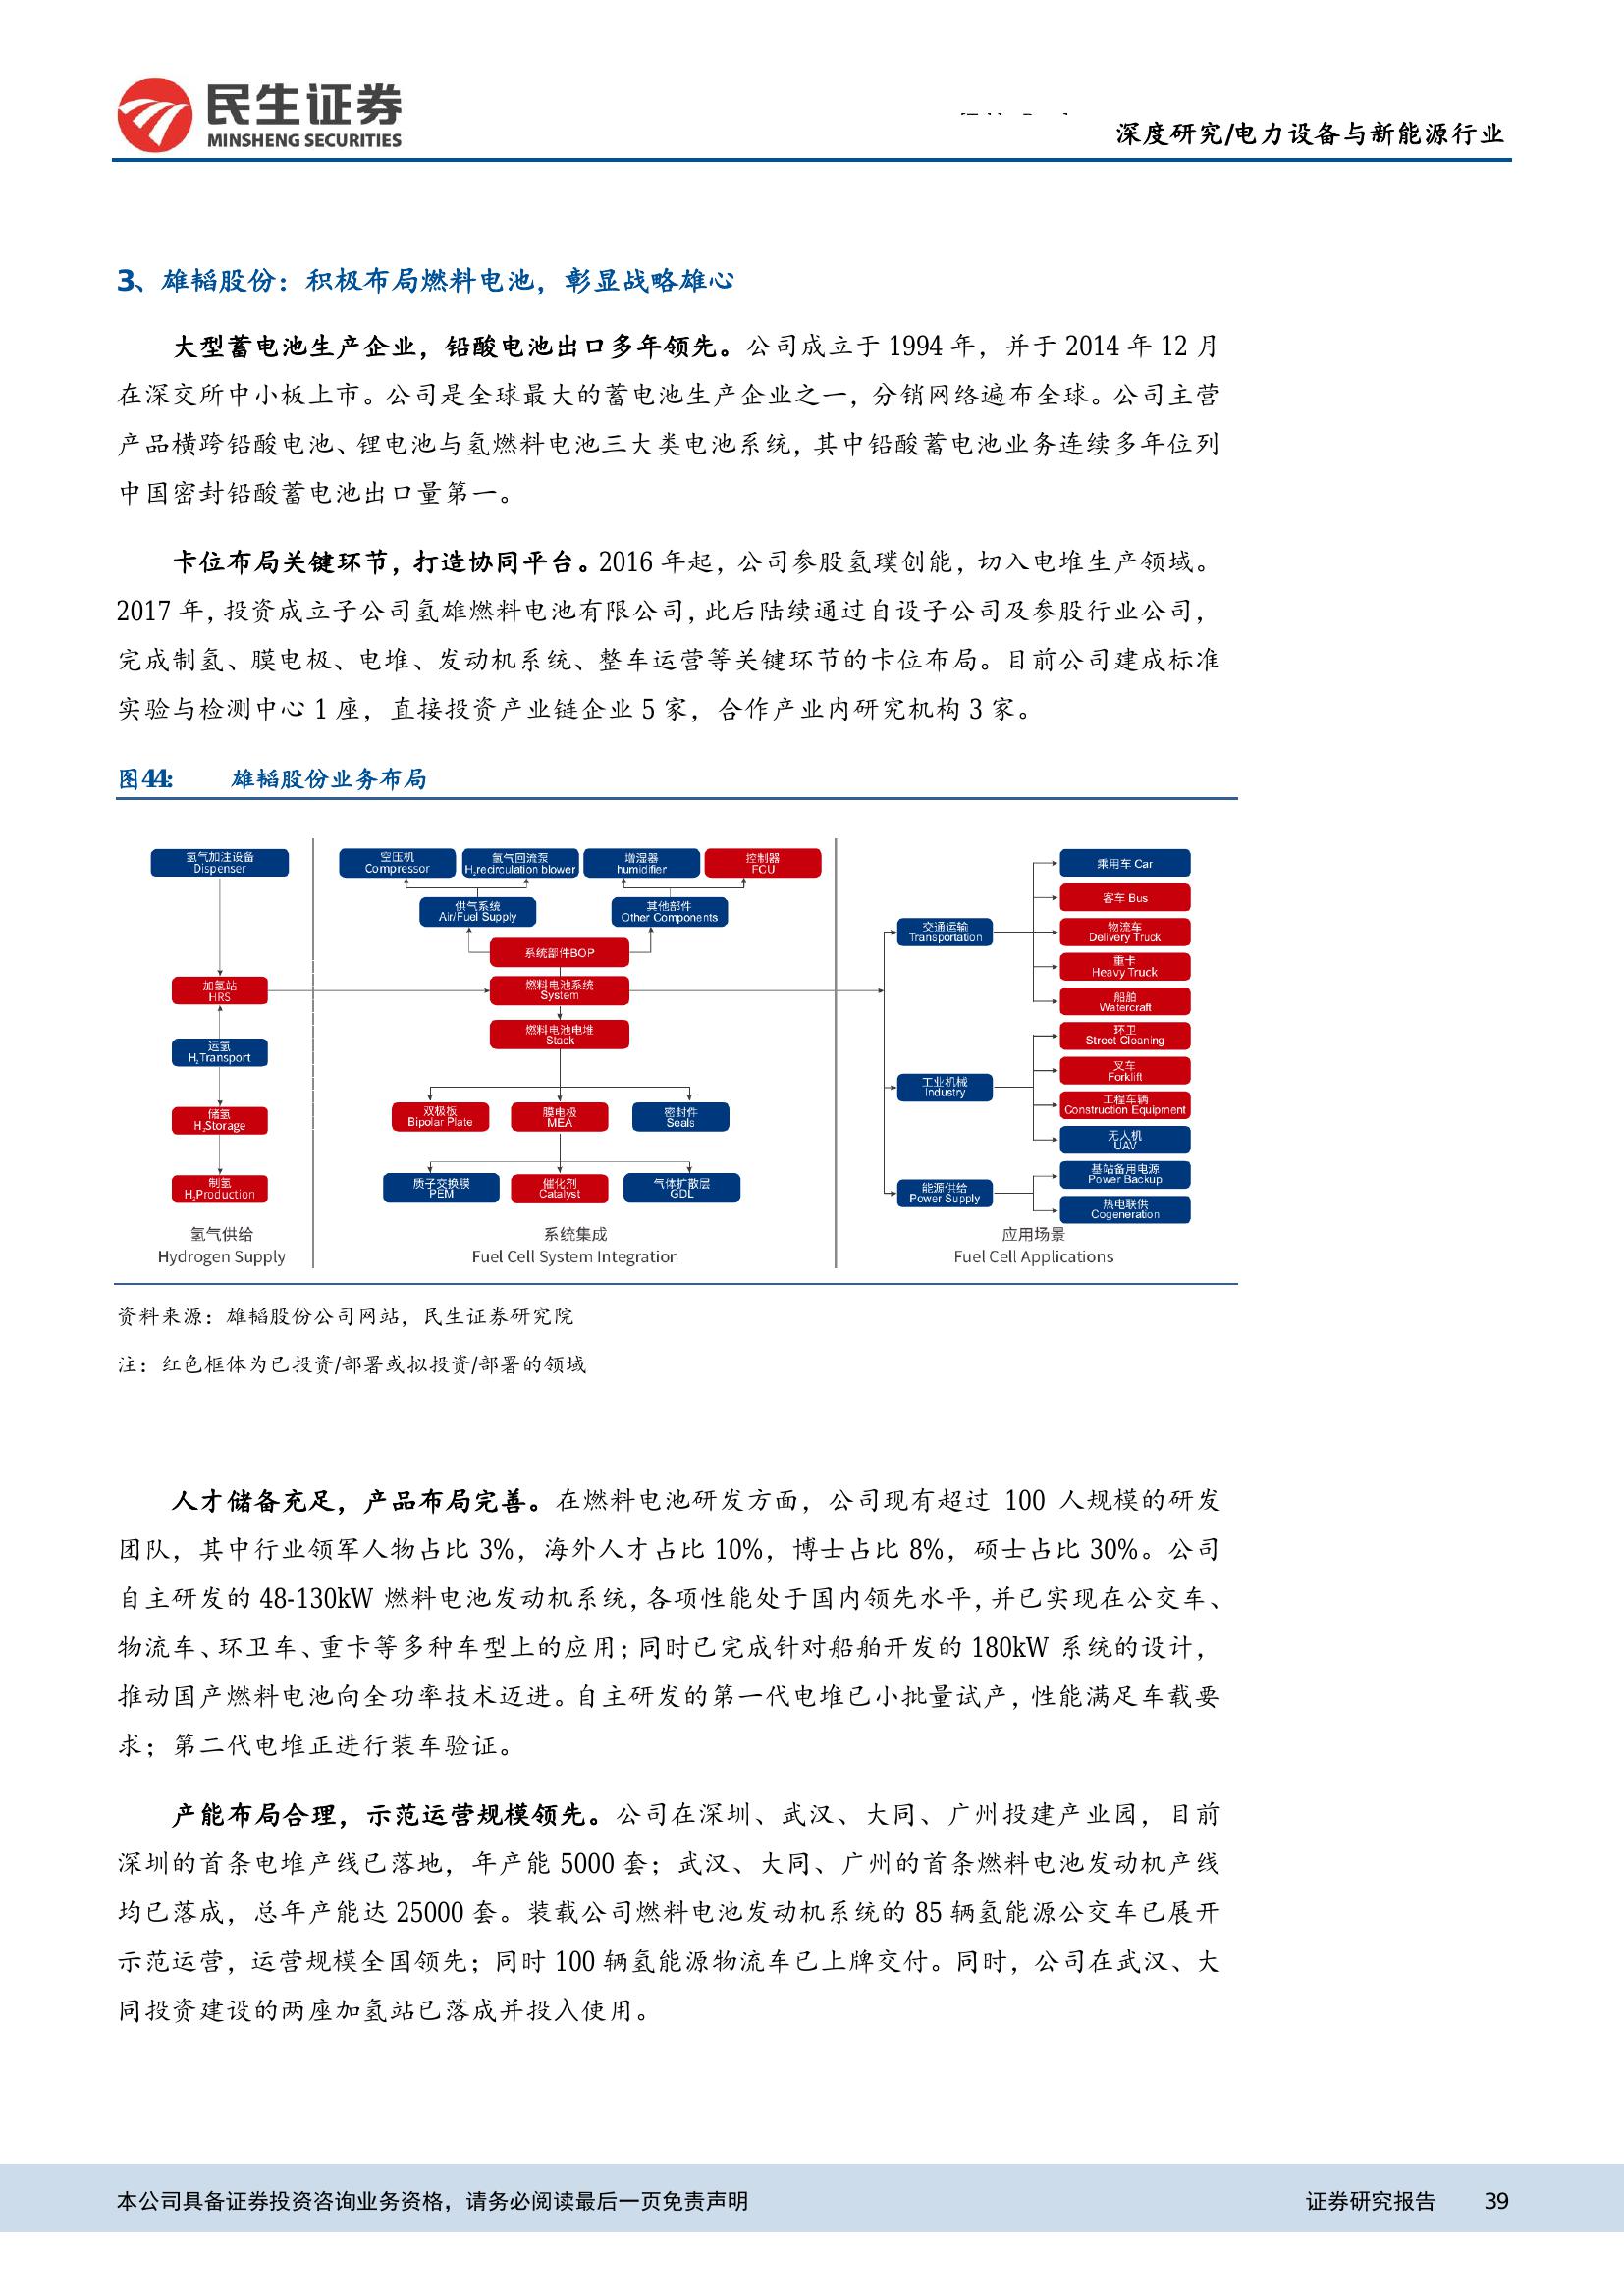 民生证券
MINSHENG SECURITIES
深度研究/电力设备与新能源行业
3、雄韬股份：积极布局燃料电池，彰显战略雄心
大型蓄电池生产企业，铅酸电池出口多年领先。公司成立于 1994 年，并于 2014 年 12 月
在深交所中小板上市。公司是全球最大的蓄电池生产企业之一，分销网络遍布全球。公司主营
产品横跨铅酸电池、锂电池与氢燃料电池三大类电池系统，其中铅酸蓄电池业务连续多年位列
中国密封铅酸蓄电池出口量第一。
卡位布局关键环节，打造协同平台。2016 年起，公司参股氢璞创能，切入电堆生产领域。
2017 年，投资成立子公司氢雄燃料电池有限公司，此后陆续通过自设子公司及参股行业公司，
完成制氢、膜电极、电堆、发动机系统、整车运营等关键环节的卡位布局。目前公司建成标准
实验与检测中心 1 座，直接投资产业链企业 5 家，合作产业内研究机构 3 家。
图44: 雄韬股份业务布局
氢气加注设备
Dispenser
加氢站
HRS
运氢
H₂Transport
储氢
H₂Storage
制氢
H₂Production
氢气供给
Hydrogen Supply
空压机
Compressor
氢气回流泵
H₂recirculation blower
增湿器
humidifier
控制器
FCU
供气系统
Air/Fuel Supply
其他部件
Other Components
系统部件BOP
燃料电池系统
System
燃料电池电堆
Stack
双极板
Bipolar Plate
膜电极
MEA
密封件
Seals
质子交换膜
PEM
催化剂
Catalyst
气体扩散层
GDL
系统集成
Fuel Cell System Integration
交通运输
Transportation
工业机械
Industry
能源供给
Power Supply
乘用车 Car
客车 Bus
物流车
Delivery Truck
重卡
Heavy Truck
船舶
Watercraft
环卫
Street Cleaning
叉车
Forklift
工程车辆
Construction Equipment
无人机
UAV
基站备用电源
Power Backup
热电联供
Cogeneration
应用场景
Fuel Cell Applications
资料来源：雄韬股份公司网站，民生证券研究院
注：红色框体为已投资/部署或拟投资/部署的领域
人才储备充足，产品布局完善。在燃料电池研发方面，公司现有超过 100 人规模的研发
团队，其中行业领军人物占比 3%，海外人才占比 10%，博士占比 8%，硕士占比 30%。公司
自主研发的 48-130kW 燃料电池发动机系统，各项性能处于国内领先水平，并已实现在公交车、
物流车、环卫车、重卡等多种车型上的应用；同时已完成针对船舶开发的 180kW 系统的设计，
推动国产燃料电池向全功率技术迈进。自主研发的第一代电堆已小批量试产，性能满足车载要
求；第二代电堆正进行装车验证。
产能布局合理，示范运营规模领先。公司在深圳、武汉、大同、广州投建产业园，目前
深圳的首条电堆产线已落地，年产能 5000 套；武汉、大同、广州的首条燃料电池发动机产线
均已落成，总年产能达 25000 套。装载公司燃料电池发动机系统的 85 辆氢能源公交车已展开
示范运营，运营规模全国领先；同时 100 辆氢能源物流车已上牌交付。同时，公司在武汉、大
同投资建设的两座加氢站已落成并投入使用。
本公司具备证券投资咨询业务资格，请务必阅读最后一页免责声明
证券研究报告 39